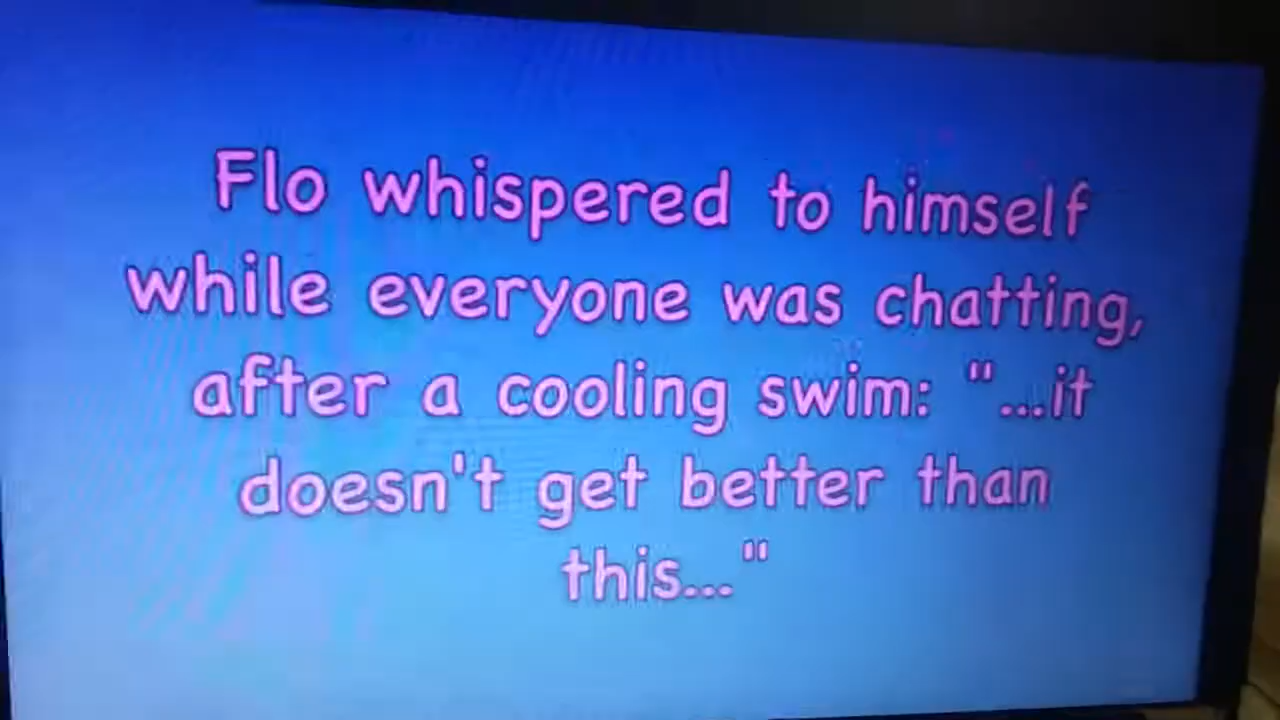 Flo whispered to himself
while everyone was chatting,
after a cooling swim: "...it
doesn't get better than
this..."